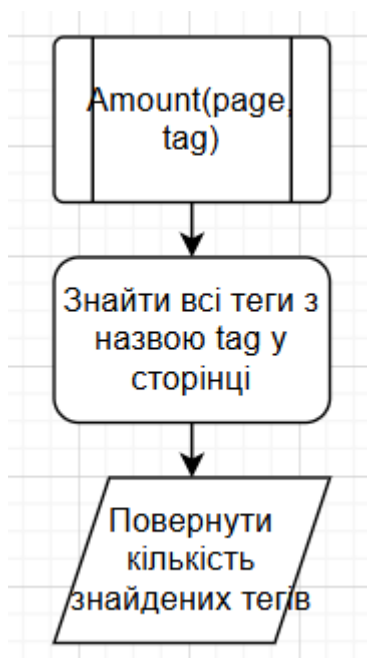 Amount(page,
tag)
Знайти всі теги з
назвою tag у
сторінці
Повернути
кількість
знайдених тегів